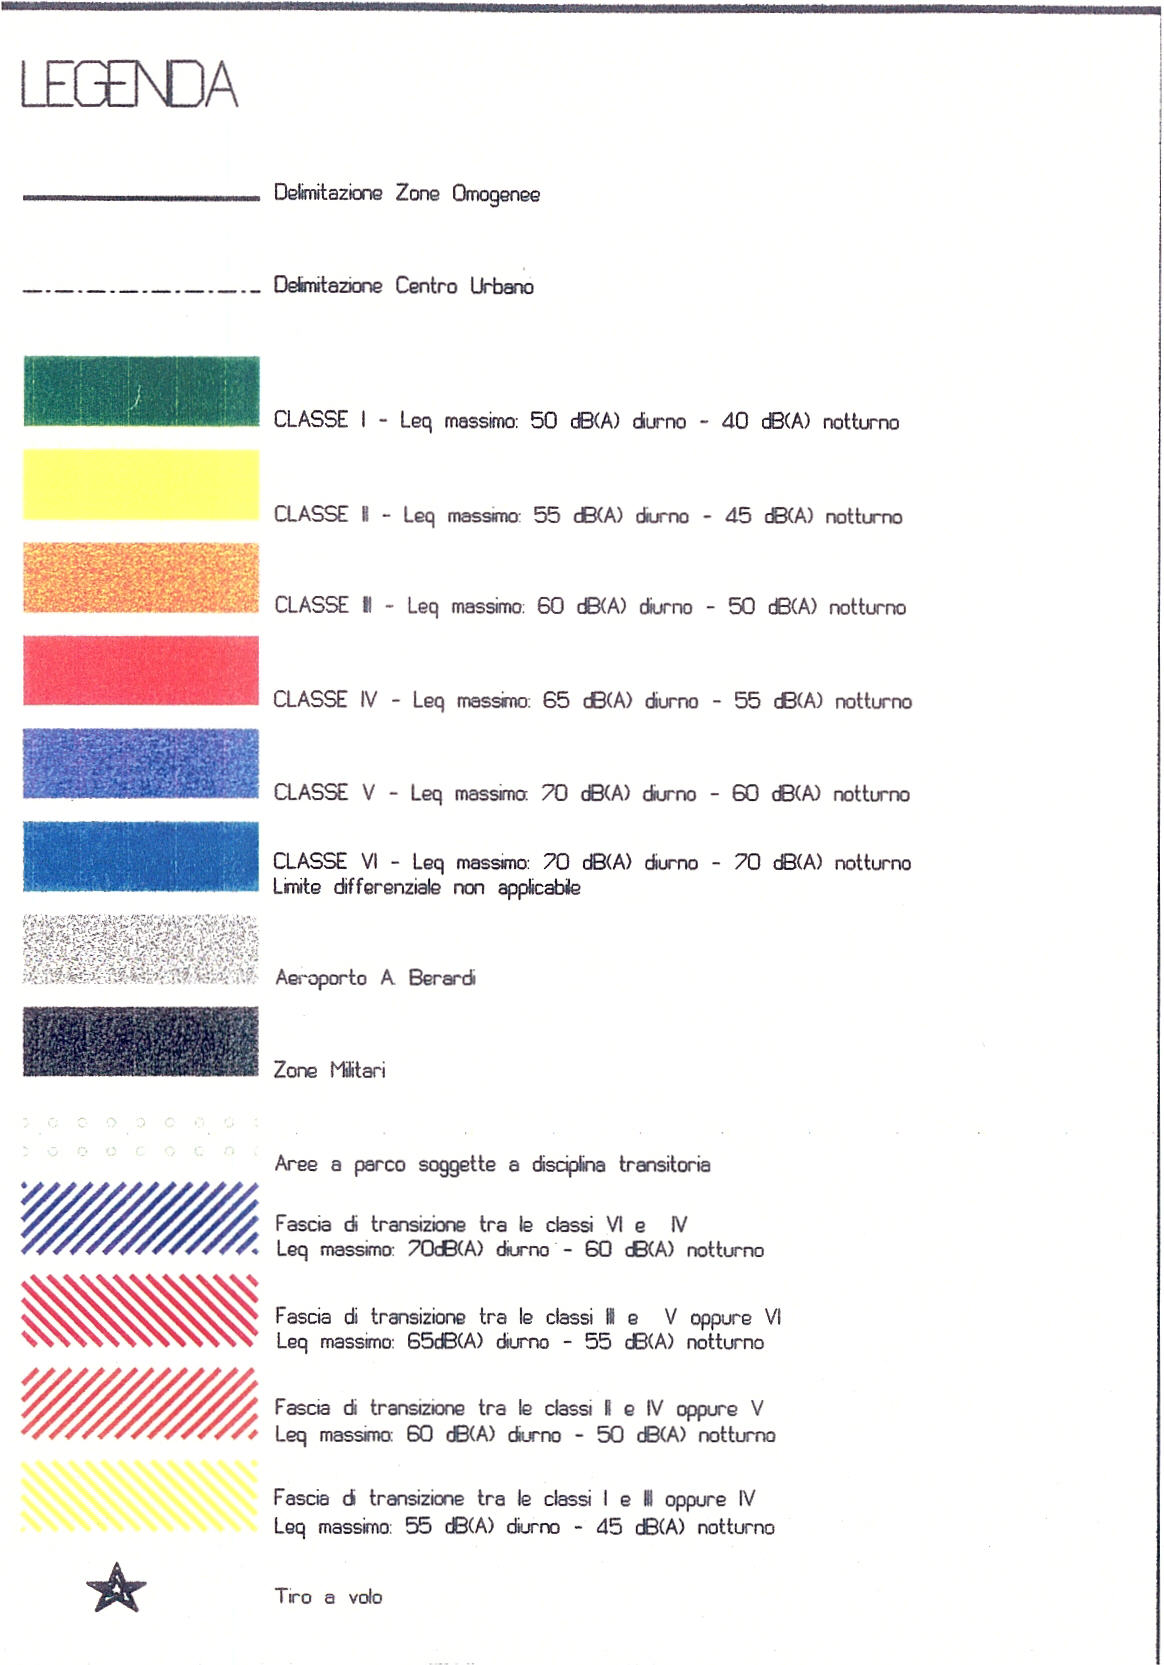 LEGENDA
Delimitazione Zone Omogenee
Delimitazione Centro Urbano
CLASSE I - Leq massimo: 50 dB(A) diurno - 40 dB(A) notturno
CLASSE II - Leq massimo: 55 dB(A) diurno - 45 dB(A) notturno
CLASSE III - Leq massimo: 60 dB(A) diurno - 50 dB(A) notturno
CLASSE IV - Leq massimo: 65 dB(A) diurno - 55 dB(A) notturno
CLASSE V - Leq massimo: 70 dB(A) diurno - 60 dB(A) notturno
CLASSE VI - Leq massimo: 70 dB(A) diurno - 70 dB(A) notturno
Limite differenziale non applicabile
Aeroporto A. Berardi
Zone Militari
Aree a parco soggette a disciplina transitoria
Fascia di transizione tra le classi VI e IV
Leq massimo: 70dB(A) diurno - 60 dB(A) notturno
Fascia di transizione tra le classi III e V oppure VI
Leq massimo: 65dB(A) diurno - 55 dB(A) notturno
Fascia di transizione tra le classi II e IV oppure V
Leq massimo: 60 dB(A) diurno - 50 dB(A) notturno
Fascia di transizione tra le classi I e III oppure IV
Leq massimo: 55 dB(A) diurno - 45 dB(A) notturno
Tiro a volo